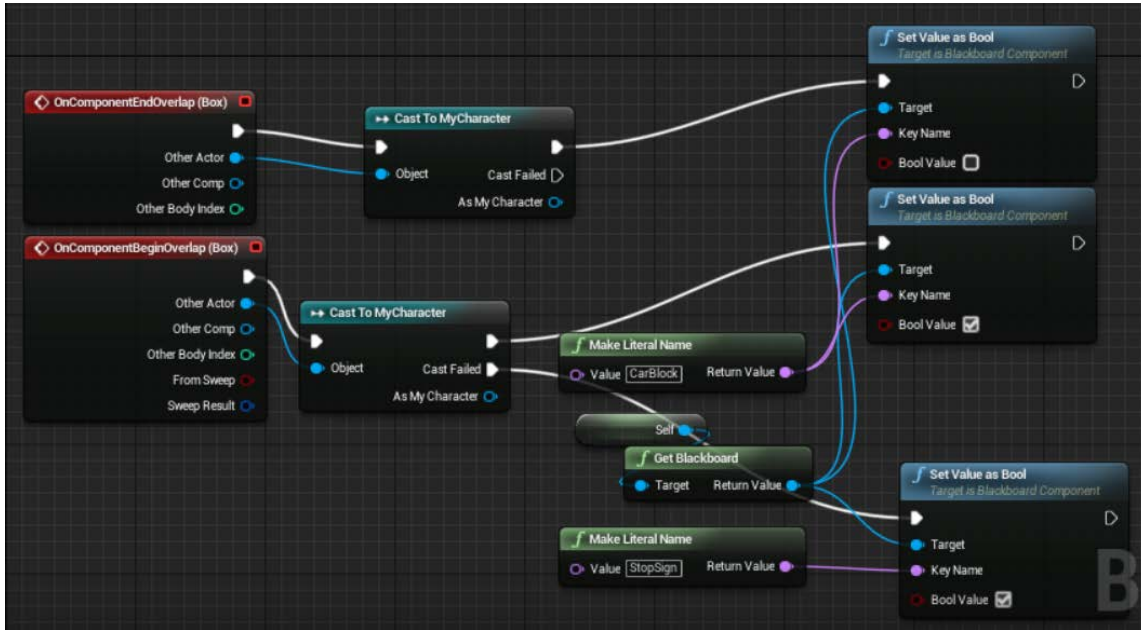 OnComponentEndOverlap (Box)
Other Actor
Other Comp
Other Body Index
Cast To MyCharacter
Object
Cast Failed
As My Character
Set Value as Bool
Target is Blackboard Component
Target
Key Name
Bool Value
OnComponentBeginOverlap (Box)
Other Actor
Other Comp
Other Body Index
From Sweep
Sweep Result
Cast To MyCharacter
Object
Cast Failed
As My Character
Set Value as Bool
Target is Blackboard Component
Target
Key Name
Bool Value
Make Literal Name
Value CarBlock Return Value
Self
Get Blackboard
Target Return Value
Make Literal Name
Value StopSign Return Value
Set Value as Bool
Target is Blackboard Component
Target
Key Name
Bool Value
B